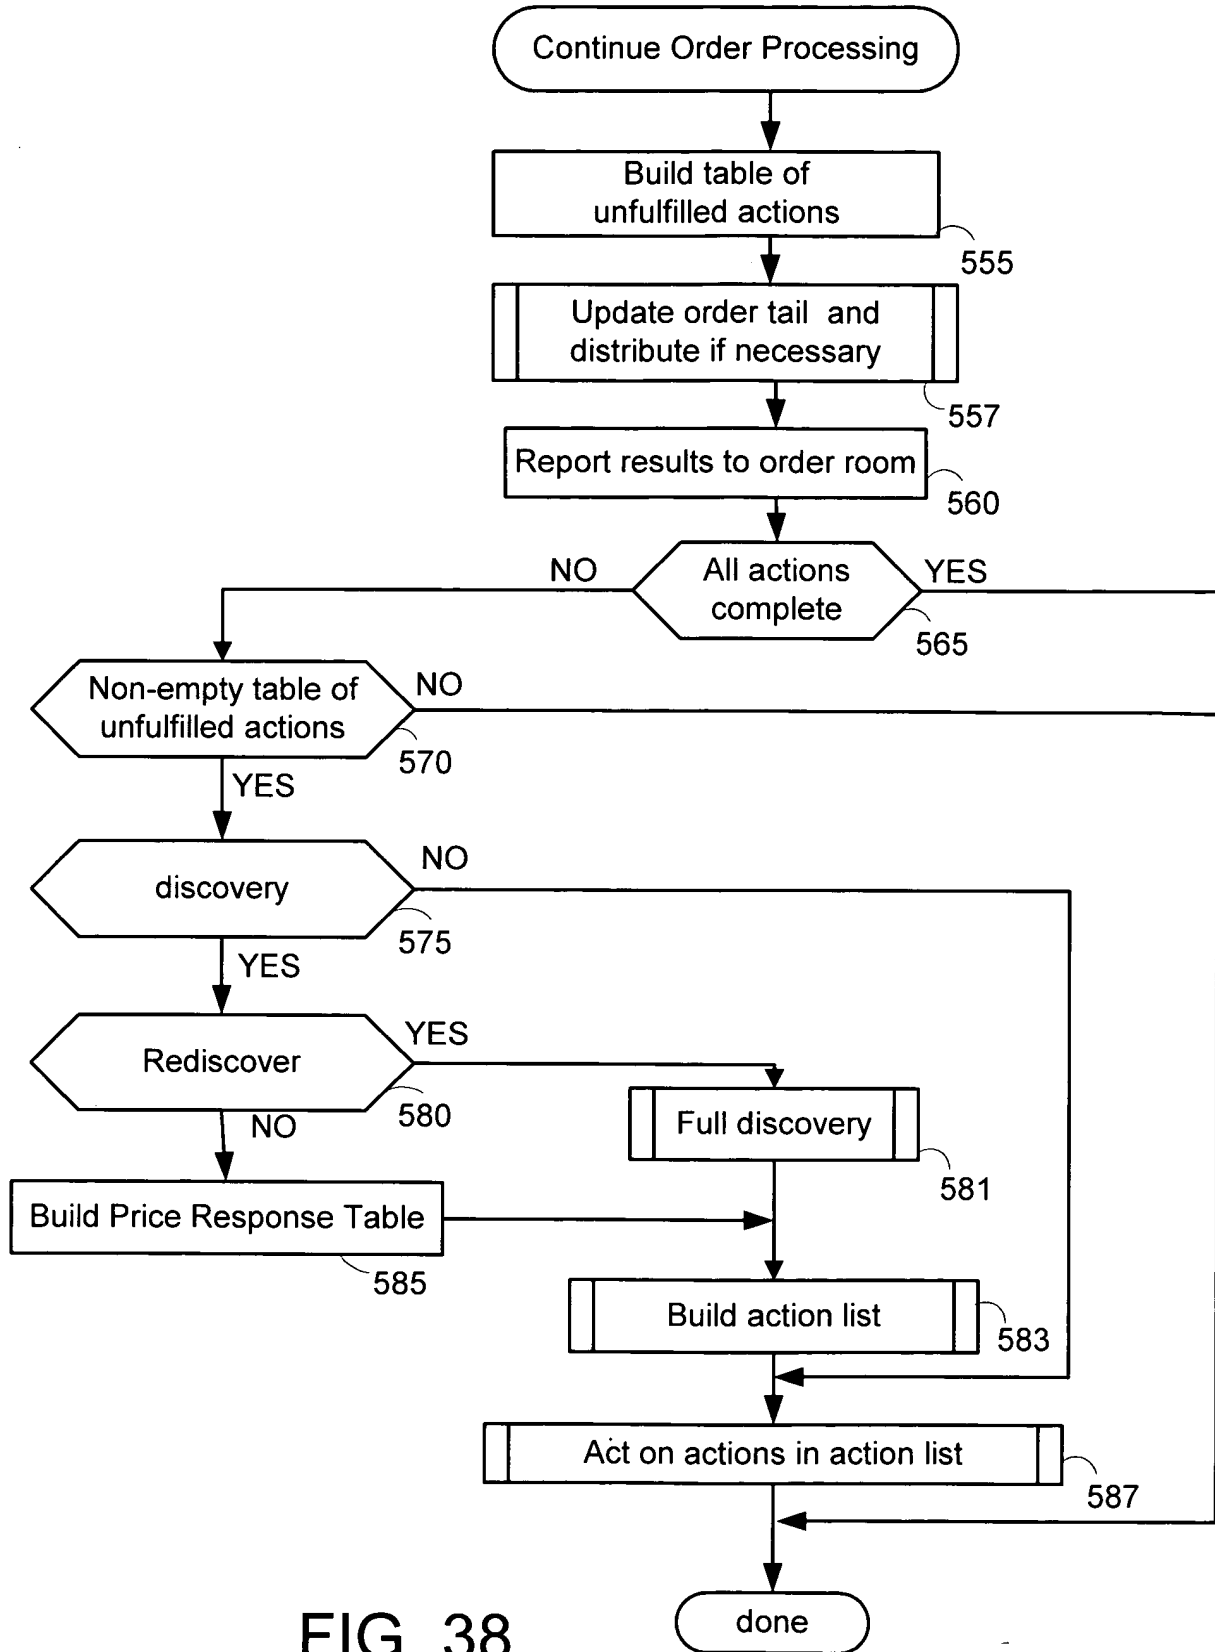 Continue Order Processing
Build table of
unfulfilled actions
555
Update order tail and
distribute if necessary
557
Report results to order room
560
NO
All actions
complete
YES
565
Non-empty table of
unfulfilled actions
NO
570
YES
discovery
NO
575
YES
Rediscover
YES
580
NO
Full discovery
581
Build Price Response Table
585
Build action list
583
Act on actions in action list
587
done
FIG. 38